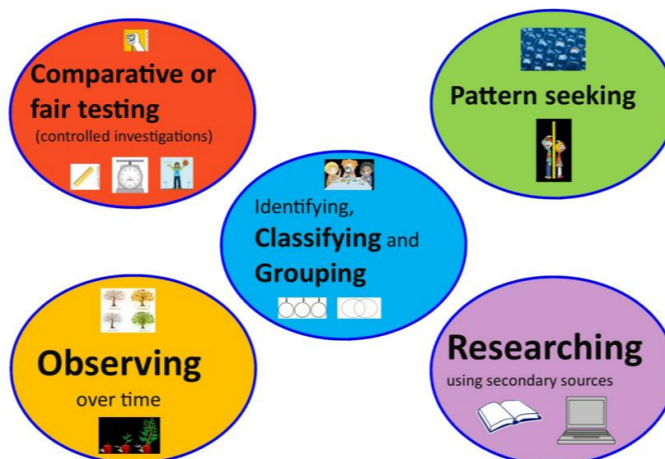 Comparative or
fair testing
(controlled investigations)
Pattern seeking
Identifying,
Classifying and
Grouping
Observing
over time
Researching
using secondary sources